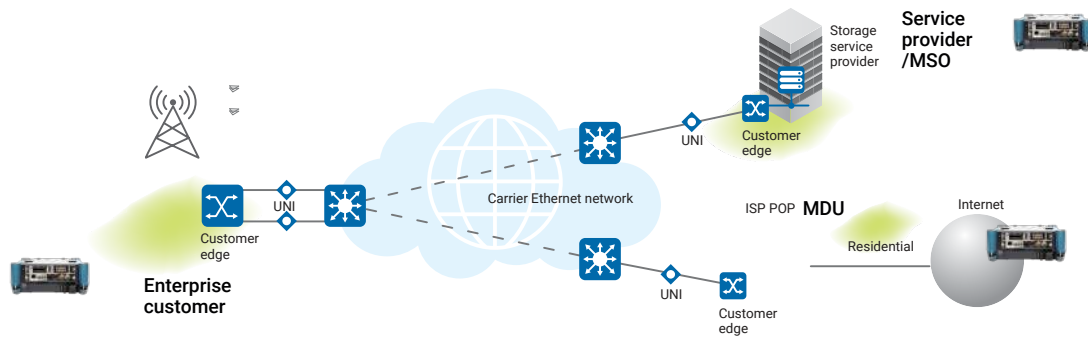 Storage
service
provider
Service
provider
/MSO
UNI
Customer
edge
Carrier Ethernet network
UNI
Customer
edge
Enterprise
customer
ISP POP MDU
Residential
Internet
UNI
Customer
edge